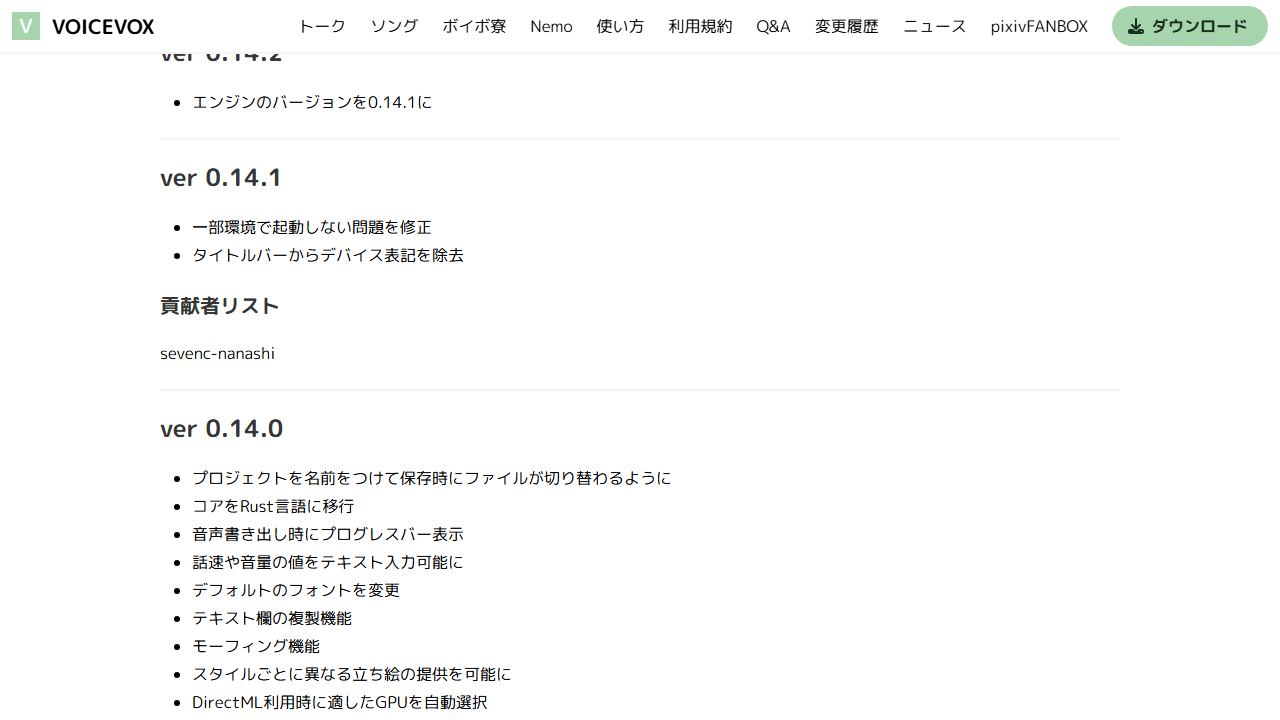 V VOICEVOX トーク ソング ボイボ寮 Nemo 使い方 利用規約 Q&A 変更履歴 ニュース pixivFANBOX ダウンロード
ver 0.14.2
エンジンのバージョンを0.14.1に
ver 0.14.1
一部環境で起動しない問題を修正
タイトルバーからデバイス表記を除去
貢献者リスト
sevenc-nanashi
ver 0.14.0
プロジェクトを名前をつけて保存時にファイルが切り替わるように
コアをRust言語に移行
音声書き出し時にプログレスバー表示
話速や音量の値をテキスト入力可能に
デフォルトのフォントを変更
テキスト欄の複製機能
モーフィング機能
スタイルごとに異なる立ち絵の提供を可能に
DirectML利用時に適したGPUを自動選択